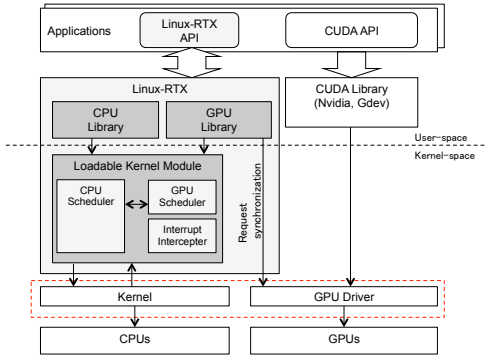 Applications
Linux-RTX
API
CUDA API
Linux-RTX
CPU
Library
GPU
Library
CUDA Library
(Nvidia, Gdev)
User-space
Kernel-space
Loadable Kernel Module
CPU
Scheduler
GPU
Scheduler
Interrupt
Intercepter
Request
synchronization
Kernel
GPU Driver
CPUs
GPUs